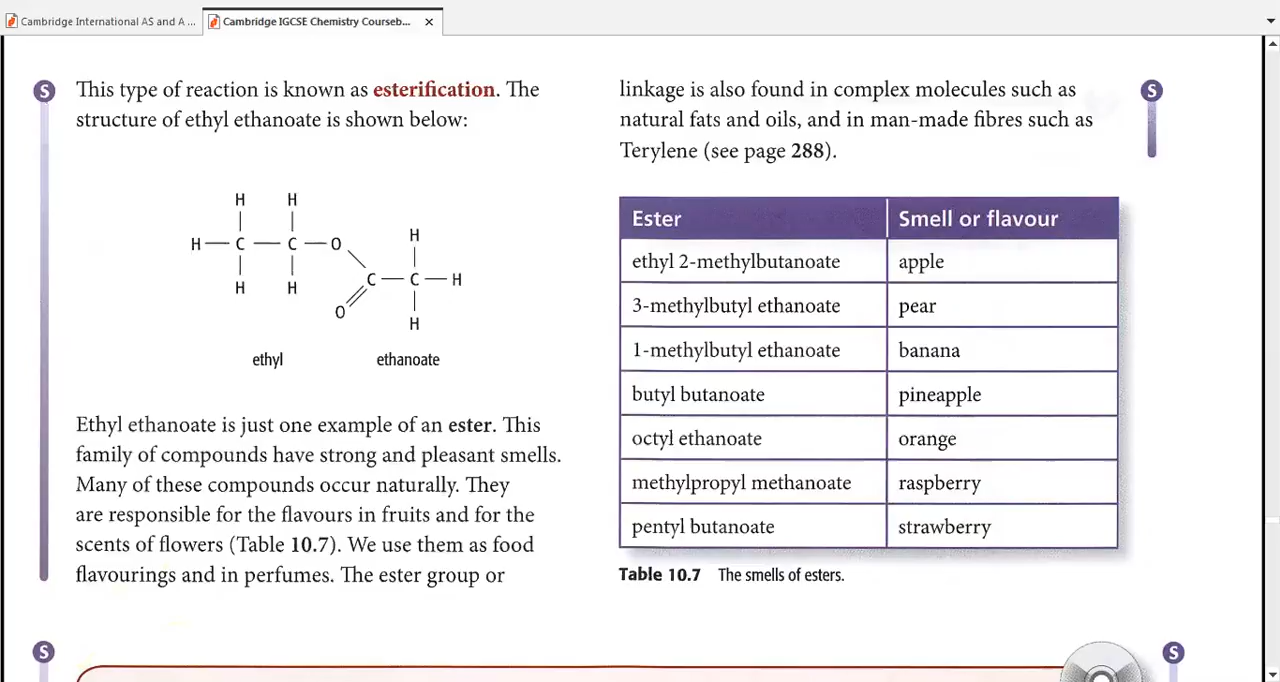 Cambridge International AS and A ...
Cambridge IGCSE Chemistry Courseb...
This type of reaction is known as esterification. The
structure of ethyl ethanoate is shown below:
H H
H C C O H
H H C C H
O H
ethyl ethanoate
Ethyl ethanoate is just one example of an ester. This
family of compounds have strong and pleasant smells.
Many of these compounds occur naturally. They
are responsible for the flavours in fruits and for the
scents of flowers (Table 10.7). We use them as food
flavourings and in perfumes. The ester group or
linkage is also found in complex molecules such as
natural fats and oils, and in man-made fibres such as
Terylene (see page 288).
Ester Smell or flavour
ethyl 2-methylbutanoate apple
3-methylbutyl ethanoate pear
1-methylbutyl ethanoate banana
butyl butanoate pineapple
octyl ethanoate orange
methylpropyl methanoate raspberry
pentyl butanoate strawberry
Table 10.7 The smells of esters.
S
S
S
S